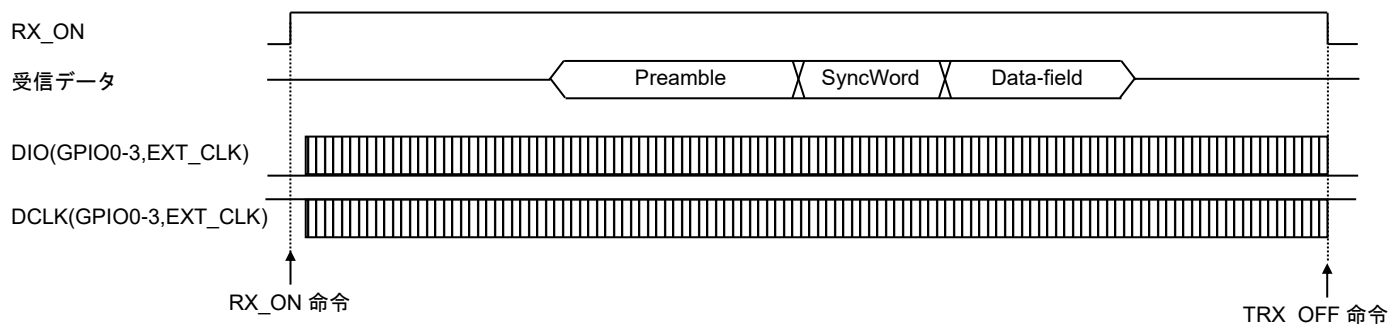 RX_ON
受信データ
Preamble
SyncWord
Data-field
DIO(GPIO0-3,EXT_CLK)
DCLK(GPIO0-3,EXT_CLK)
RX_ON 命令
TRX_OFF 命令